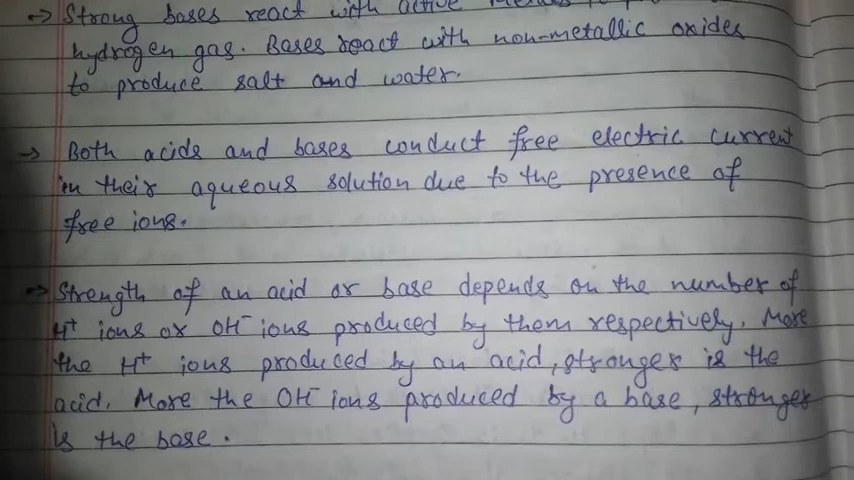 → Strong bases react with active metals to
hydrogen gas. Bases react with non-metallic oxides
to produce salt and water.
→ Both acids and bases conduct free electric current
in their aqueous solution due to the presence of
free ions.
→ Strength of an acid or base depends on the number of
H⁺ ions or OH⁻ ions produced by them respectively. More
the H⁺ ions produced by an acid, stronger is the
acid. More the OH⁻ ions produced by a base, stronger
is the base.